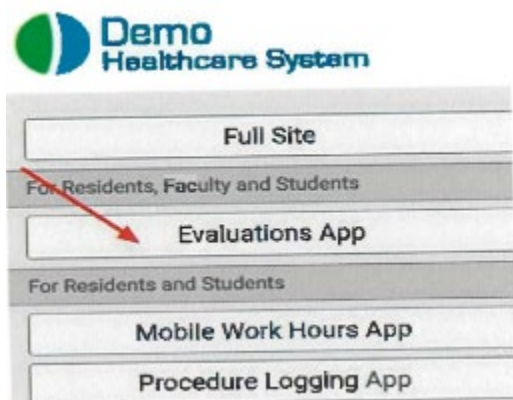 Demo
Healthcare System
Full Site
For Residents, Faculty and Students
Evaluations App
For Residents and Students
Mobile Work Hours App
Procedure Logging App